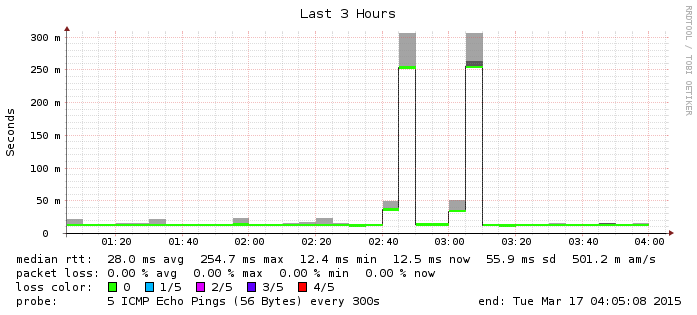 Last 3 Hours
RRDTOOL / TOBI OETIKER
Seconds
300 m
250 m
200 m
150 m
100 m
50 m
0
01:20 01:40 02:00 02:20 02:40 03:00 03:20 03:40 04:00
median rtt: 28.0 ms avg 254.7 ms max 12.4 ms min 12.5 ms now 55.9 ms sd 501.2 m am/s
packet loss: 0.00 % avg 0.00 % max 0.00 % min 0.00 % now
loss color: 0 1/5 2/5 3/5 4/5
probe: 5 ICMP Echo Pings (56 Bytes) every 300s end: Tue Mar 17 04:05:08 2015